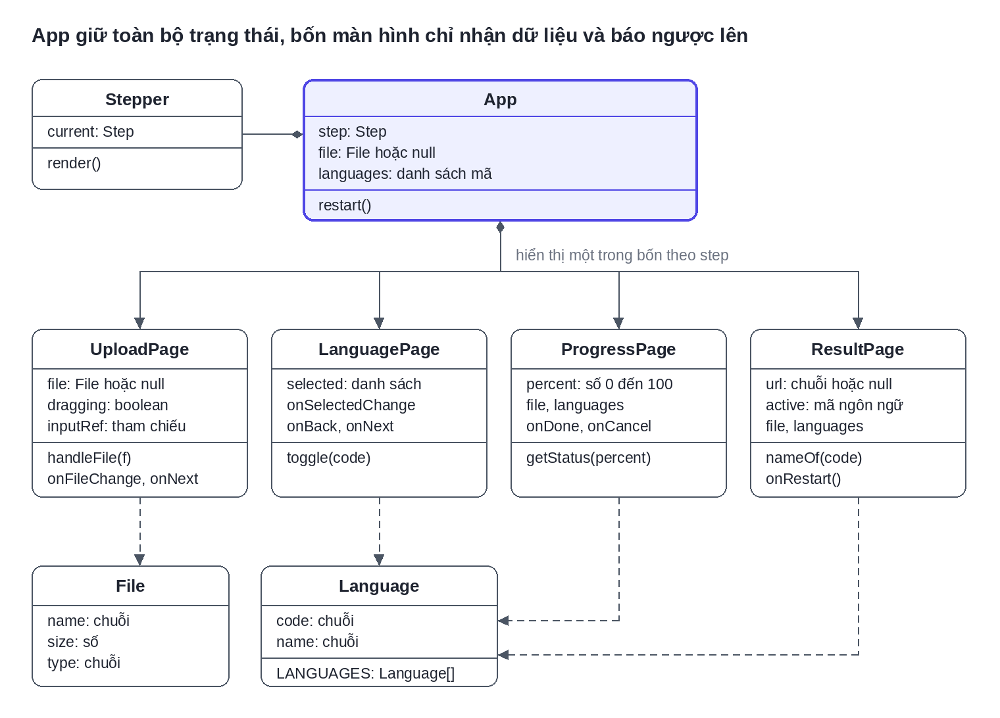 App giữ toàn bộ trạng thái, bốn màn hình chỉ nhận dữ liệu và báo ngược lên
Stepper
current: Step
render()
App
step: Step
file: File hoặc null
languages: danh sách mã
restart()
hiển thị một trong bốn theo step
UploadPage
file: File hoặc null
dragging: boolean
inputRef: tham chiếu
handleFile(f)
onFileChange, onNext
LanguagePage
selected: danh sách
onSelectedChange
onBack, onNext
toggle(code)
ProgressPage
percent: số 0 đến 100
file, languages
onDone, onCancel
getStatus(percent)
ResultPage
url: chuỗi hoặc null
active: mã ngôn ngữ
file, languages
nameOf(code)
onRestart()
File
name: chuỗi
size: số
type: chuỗi
Language
code: chuỗi
name: chuỗi
LANGUAGES: Language[]